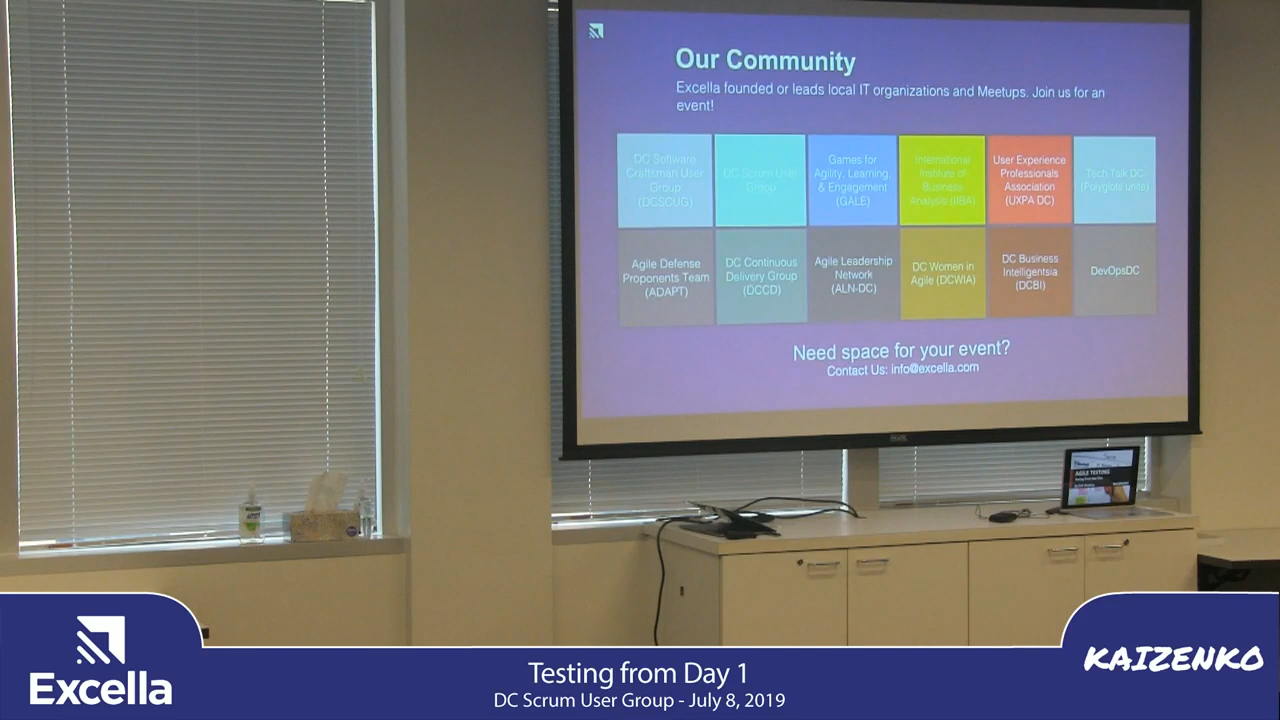 Our Community
Excella founded or leads local IT organizations and Meetups. Join us for an
event!
DC Software
Craftsman User
Group
(DCSCUG)
DC Scrum User
Group
Games for
Agility, Learning,
& Engagement
(GALE)
International
Institute of
Business
Analysis (IIBA)
User Experience
Professionals
Association
(UXPA DC)
Tech Talk DC
(Polyglots unite)
Agile Defense
Proponents Team
(ADAPT)
DC Continuous
Delivery Group
(DCCD)
Agile Leadership
Network
(ALN-DC)
DC Women in
Agile (DCWIA)
DC Business
Intelligentsia
(DCBI)
DevOpsDC
Need space for your event?
Contact Us: info@excella.com
AGILE TESTING
Excella
Testing from Day 1
DC Scrum User Group - July 8, 2019
KAIZENKO